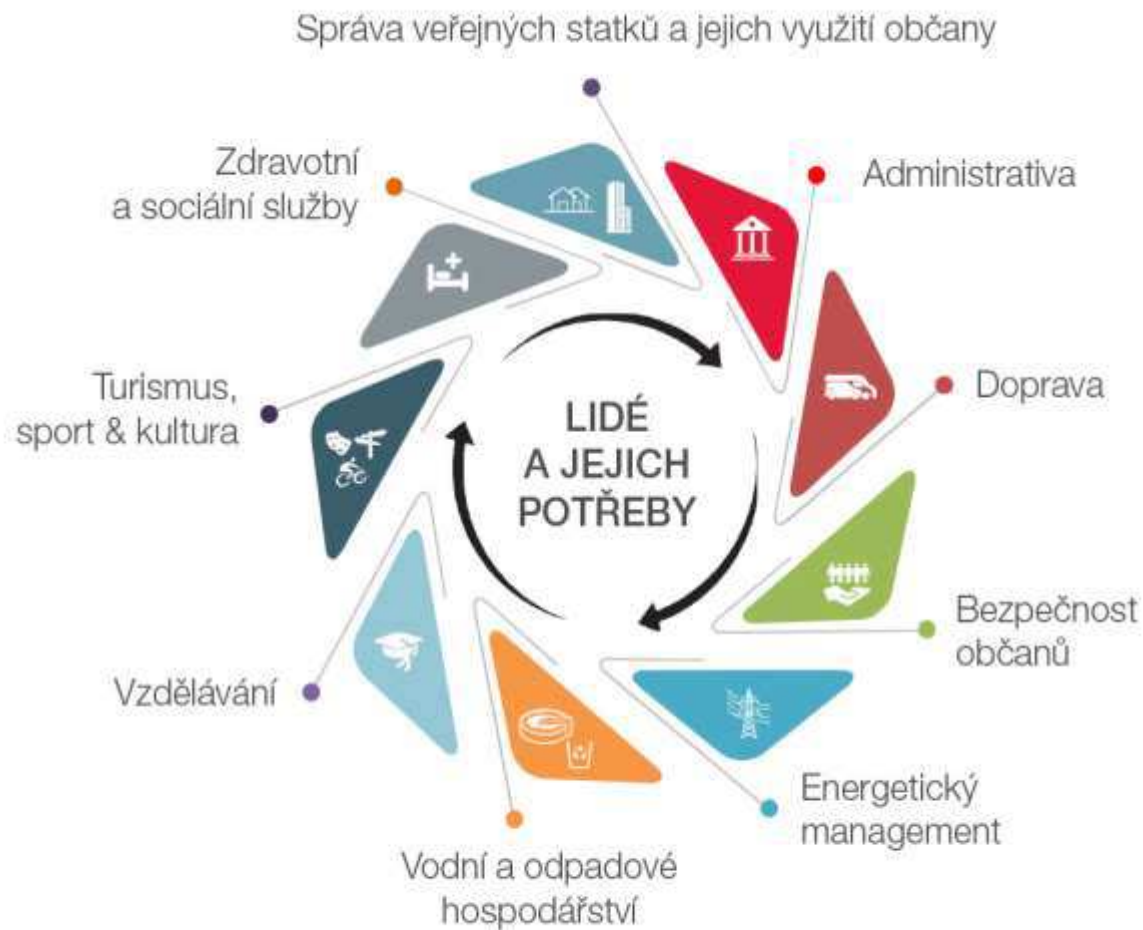 Správa veřejných statků a jejich využití občany
Zdravotní
a sociální služby
Administrativa
Turismus,
sport & kultura
Doprava
LIDÉ
A JEJICH
POTŘEBY
Bezpečnost
občanů
Vzdělávání
Energetický
management
Vodní a odpadové
hospodářství